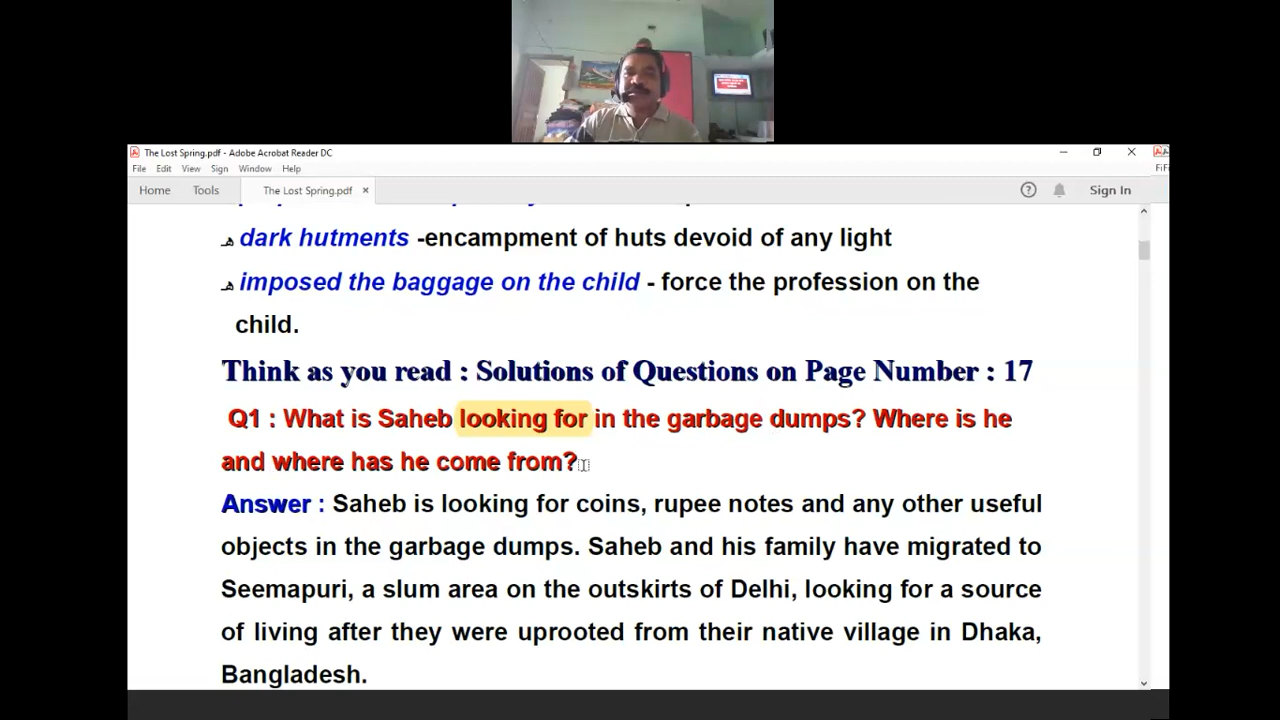 The Lost Spring.pdf - Adobe Acrobat Reader DC
File Edit View Sign Window Help
Home Tools The Lost Spring.pdf × ? Sign In
dark hutments -encampment of huts devoid of any light
imposed the baggage on the child - force the profession on the
child.
Think as you read : Solutions of Questions on Page Number : 17
Q1 : What is Saheb looking for in the garbage dumps? Where is he
and where has he come from?
Answer : Saheb is looking for coins, rupee notes and any other useful
objects in the garbage dumps. Saheb and his family have migrated to
Seemapuri, a slum area on the outskirts of Delhi, looking for a source
of living after they were uprooted from their native village in Dhaka,
Bangladesh.